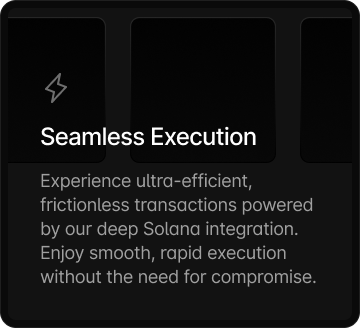 Seamless Execution
Experience ultra-efficient,
frictionless transactions powered
by our deep Solana integration.
Enjoy smooth, rapid execution
without the need for compromise.